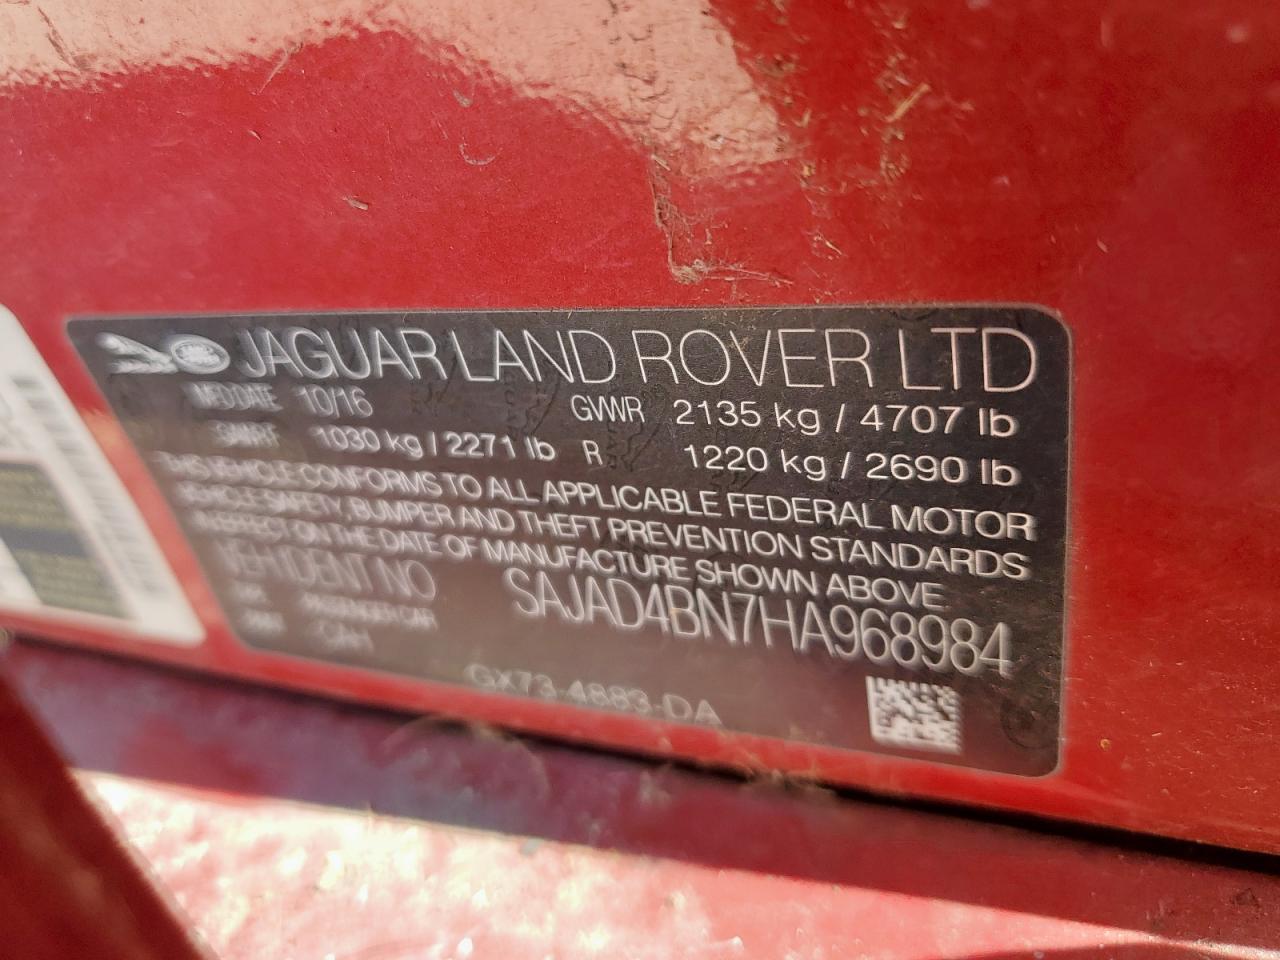 JAGUAR LAND ROVER LTD
MFD DATE 10/16 GVWR 2135 kg / 4707 lb
GAWR F 1030 kg / 2271 lb R 1220 kg / 2690 lb
THIS VEHICLE CONFORMS TO ALL APPLICABLE FEDERAL MOTOR
VEHICLE SAFETY, BUMPER AND THEFT PREVENTION STANDARDS
IN EFFECT ON THE DATE OF MANUFACTURE SHOWN ABOVE
VEH IDENT NO SAJAD4BN7HA968984
PASSENGER CAR
GX73-4883-DA